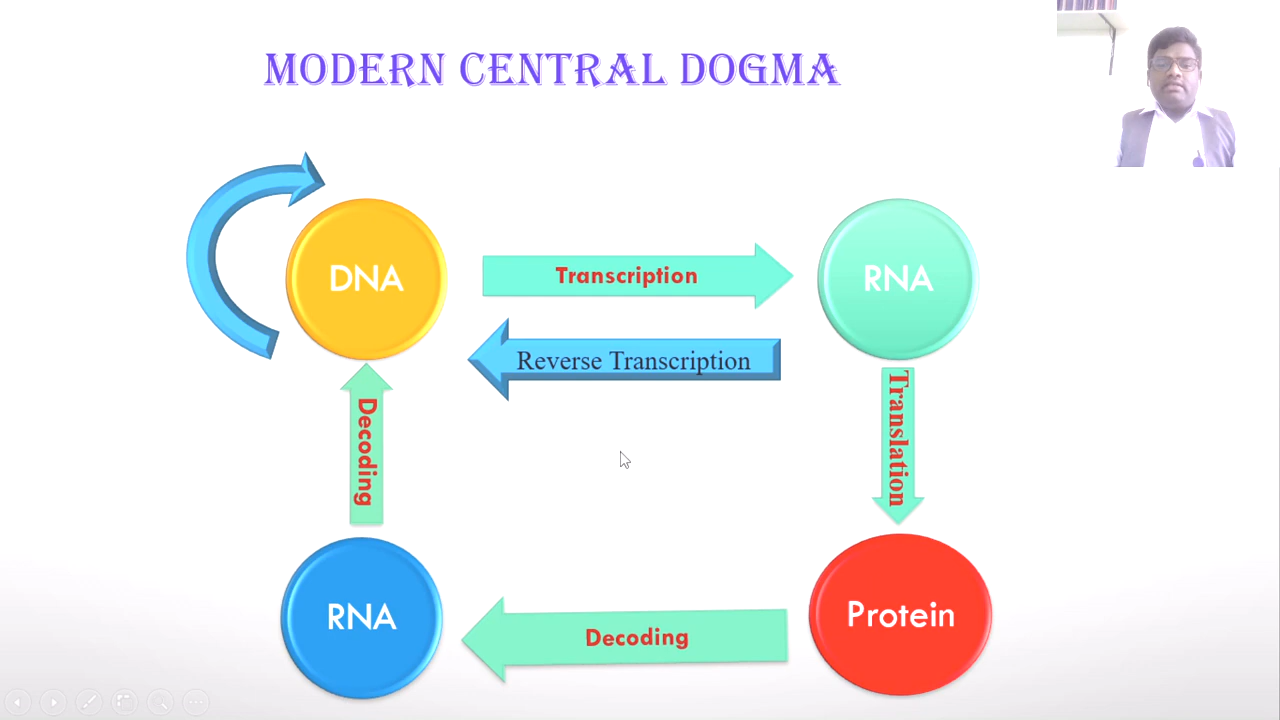 MODERN CENTRAL DOGMA
DNA
Transcription
RNA
Reverse Transcription
Decoding
Translation
RNA
Decoding
Protein